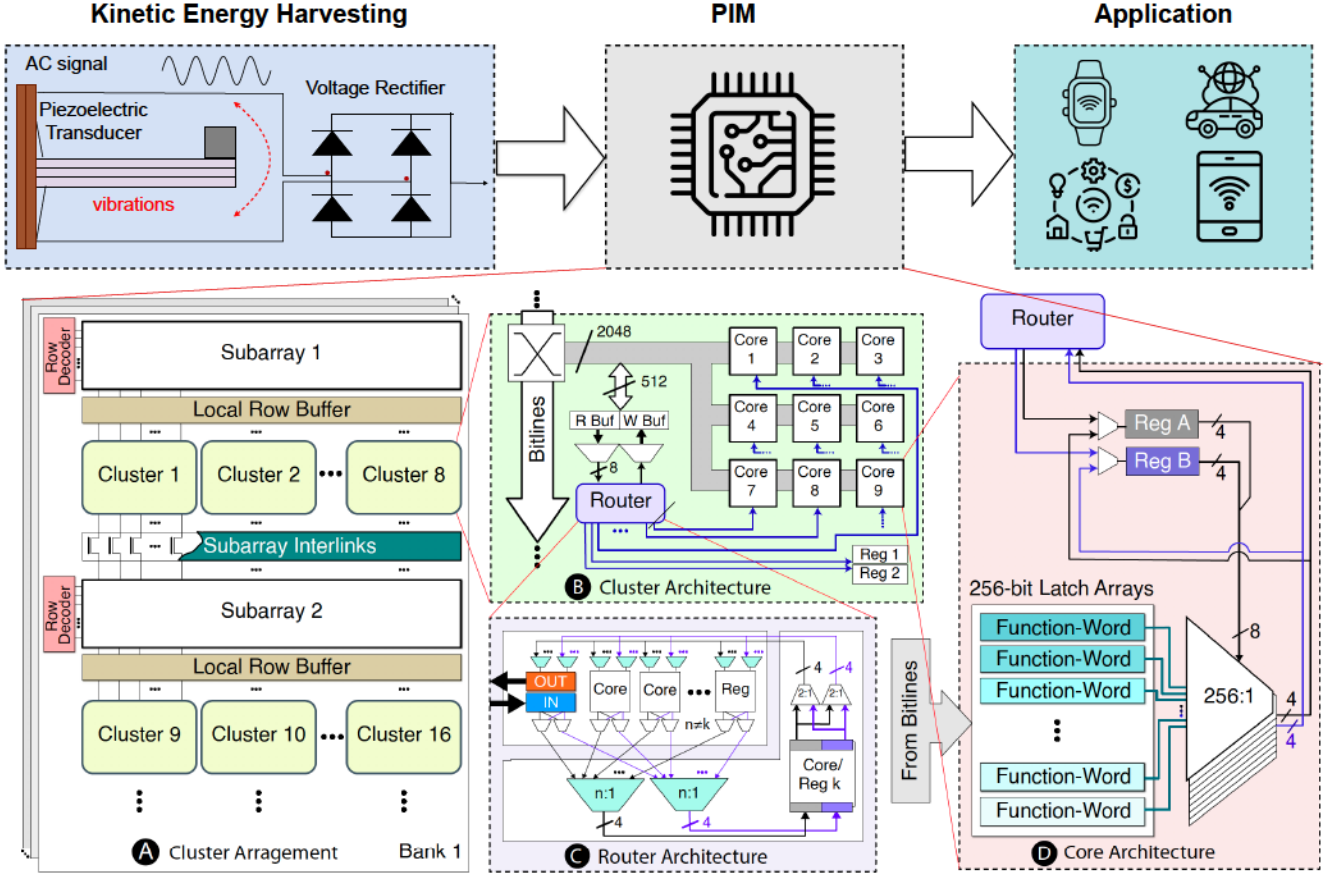 Kinetic Energy Harvesting
PIM
Application
AC signal
Piezoelectric
Transducer
vibrations
Voltage Rectifier
Row
Decoder
Subarray 1
Local Row Buffer
Cluster 1
Cluster 2
Cluster 8
Subarray Interlinks
Row
Decoder
Subarray 2
Local Row Buffer
Cluster 9
Cluster 10
Cluster 16
A Cluster Arragement
Bank 1
Bitlines
2048
512
R Buf
W Buf
8
Router
Core
1
Core
2
Core
3
Core
4
Core
5
Core
6
Core
7
Core
8
Core
9
Reg 1
Reg 2
B Cluster Architecture
OUT
IN
Core
Core
Reg
n≠k
n:1
n:1
4
4
4
4
2:1
2:1
Core/
Reg k
C Router Architecture
From Bitlines
Router
Reg A
4
Reg B
4
256-bit Latch Arrays
Function-Word
Function-Word
Function-Word
Function-Word
Function-Word
8
256:1
4
4
D Core Architecture
$